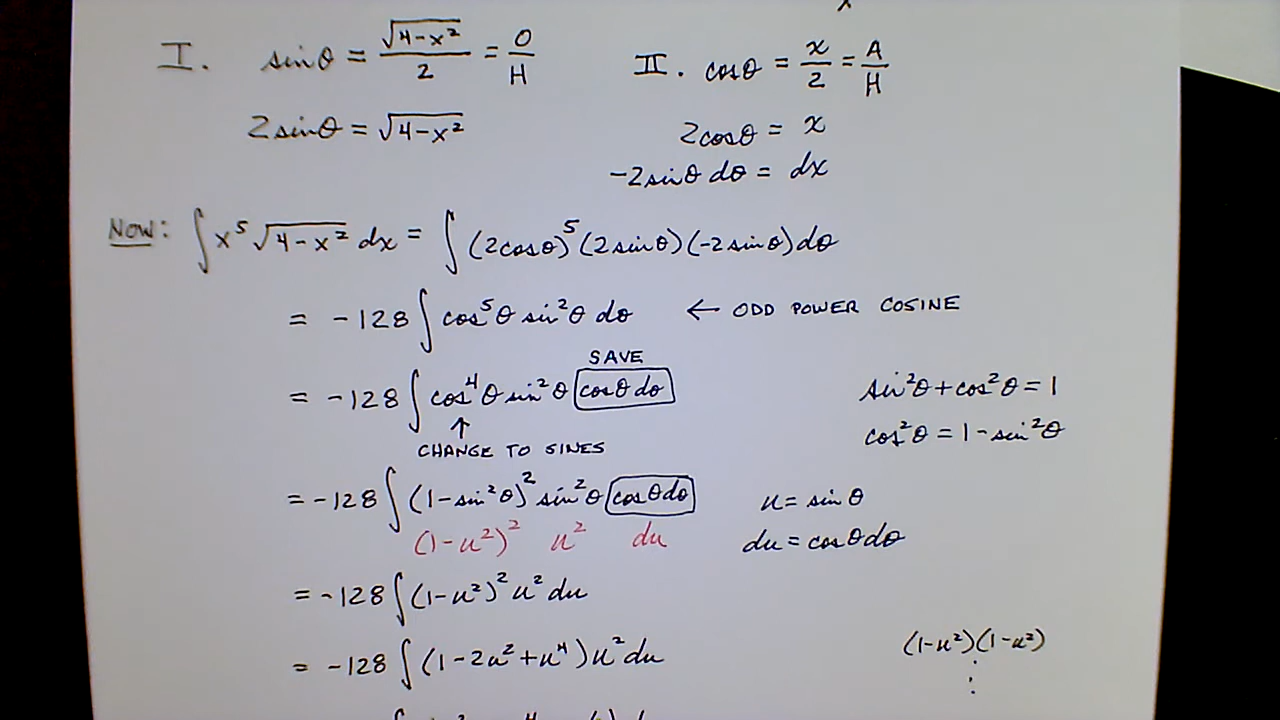 I. sinθ = √(4-x²)/2 = O/H
II. cosθ = x/2 = A/H
2sinθ = √(4-x²)
2cosθ = x
-2sinθ dθ = dx
Now: ∫x⁵ √(4-x²) dx = ∫(2cosθ)⁵(2sinθ)(-2sinθ)dθ
= -128∫cos⁵θ sin²θ dθ ← ODD POWER COSINE
SAVE
= -128∫cos⁴θ sin²θ cosθ dθ
sin²θ + cos²θ = 1
↑
CHANGE TO SINES
cos²θ = 1 - sin²θ
= -128∫(1-sin²θ)² sin²θ cosθdθ
u = sinθ
(1-u²)² u² du
du = cosθdθ
= -128∫(1-u²)² u² du
= -128∫(1-2u²+u⁴)u² du
(1-u²)(1-u²)
⋮